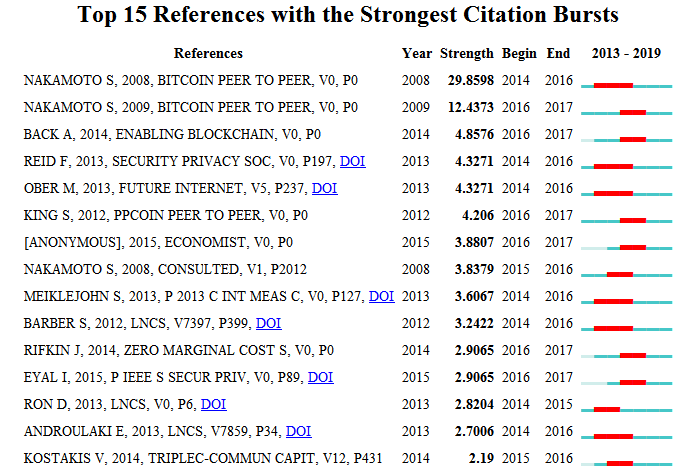 Top 15 References with the Strongest Citation Bursts
References Year Strength Begin End 2013 - 2019
NAKAMOTO S, 2008, BITCOIN PEER TO PEER, V0, P0 2008 29.8598 2014 2016
NAKAMOTO S, 2009, BITCOIN PEER TO PEER, V0, P0 2009 12.4373 2016 2017
BACK A, 2014, ENABLING BLOCKCHAIN, V0, P0 2014 4.8576 2016 2017
REID F, 2013, SECURITY PRIVACY SOC, V0, P197, DOI 2013 4.3271 2014 2016
OBER M, 2013, FUTURE INTERNET, V5, P237, DOI 2013 4.3271 2014 2016
KING S, 2012, PPCOIN PEER TO PEER, V0, P0 2012 4.206 2016 2017
[ANONYMOUS], 2015, ECONOMIST, V0, P0 2015 3.8807 2016 2017
NAKAMOTO S, 2008, CONSULTED, V1, P2012 2008 3.8379 2015 2016
MEIKLEJOHN S, 2013, P 2013 C INT MEAS C, V0, P127, DOI 2013 3.6067 2014 2016
BARBER S, 2012, LNCS, V7397, P399, DOI 2012 3.2422 2014 2016
RIFKIN J, 2014, ZERO MARGINAL COST S, V0, P0 2014 2.9065 2016 2017
EYAL I, 2015, P IEEE S SECUR PRIV, V0, P89, DOI 2015 2.9065 2016 2017
RON D, 2013, LNCS, V0, P6, DOI 2013 2.8204 2014 2015
ANDROULAKI E, 2013, LNCS, V7859, P34, DOI 2013 2.7006 2014 2016
KOSTAKIS V, 2014, TRIPLEC-COMMUN CAPIT, V12, P431 2014 2.19 2015 2016